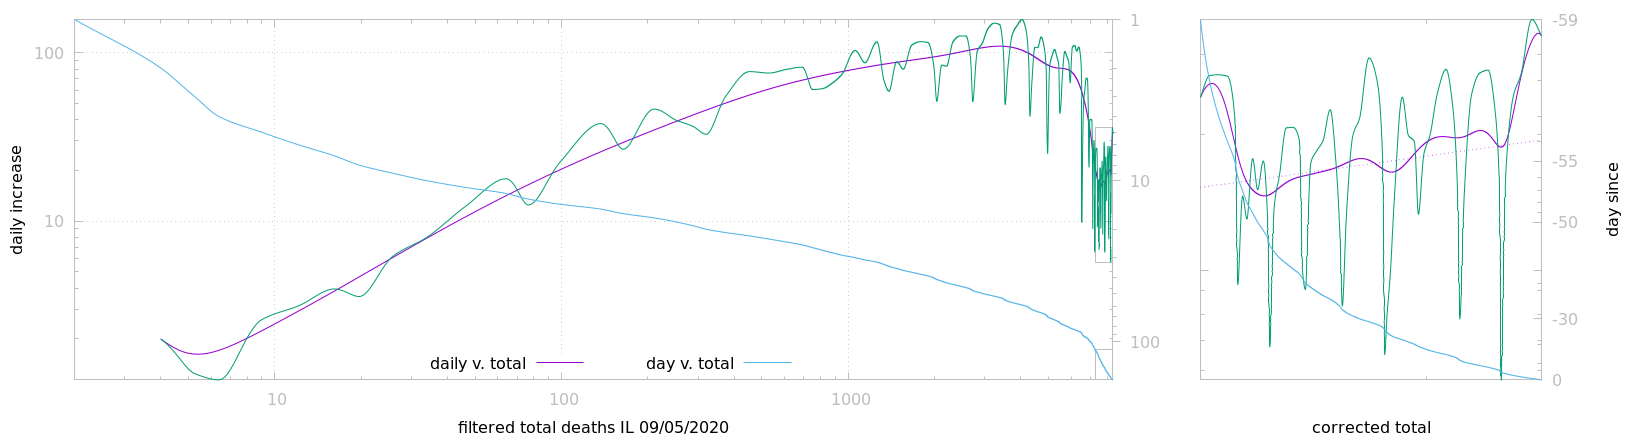 100
10
daily increase
daily v. total
day v. total
10
100
1000
filtered total deaths IL 09/05/2020
1
10
100
-59
-55
-50
-30
0
day since
corrected total